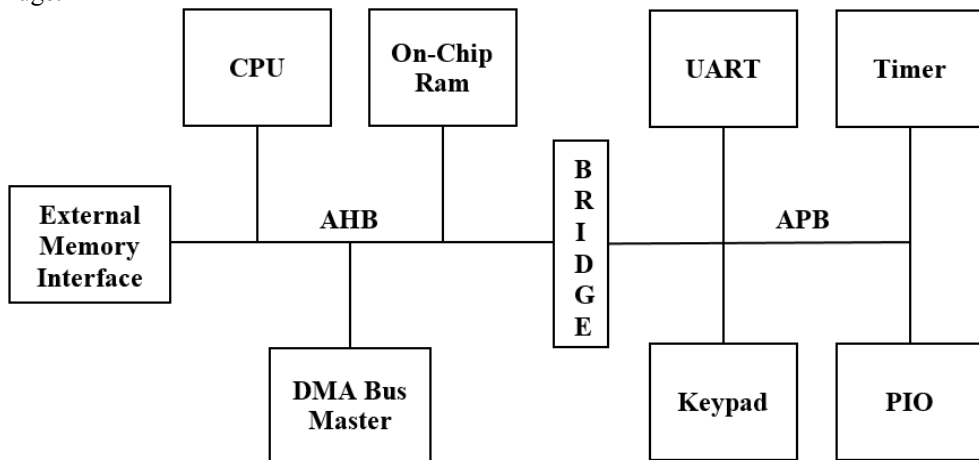 CPU
On-Chip
Ram
UART
Timer
External
Memory
Interface
AHB
B
R
I
D
G
E
APB
DMA Bus
Master
Keypad
PIO